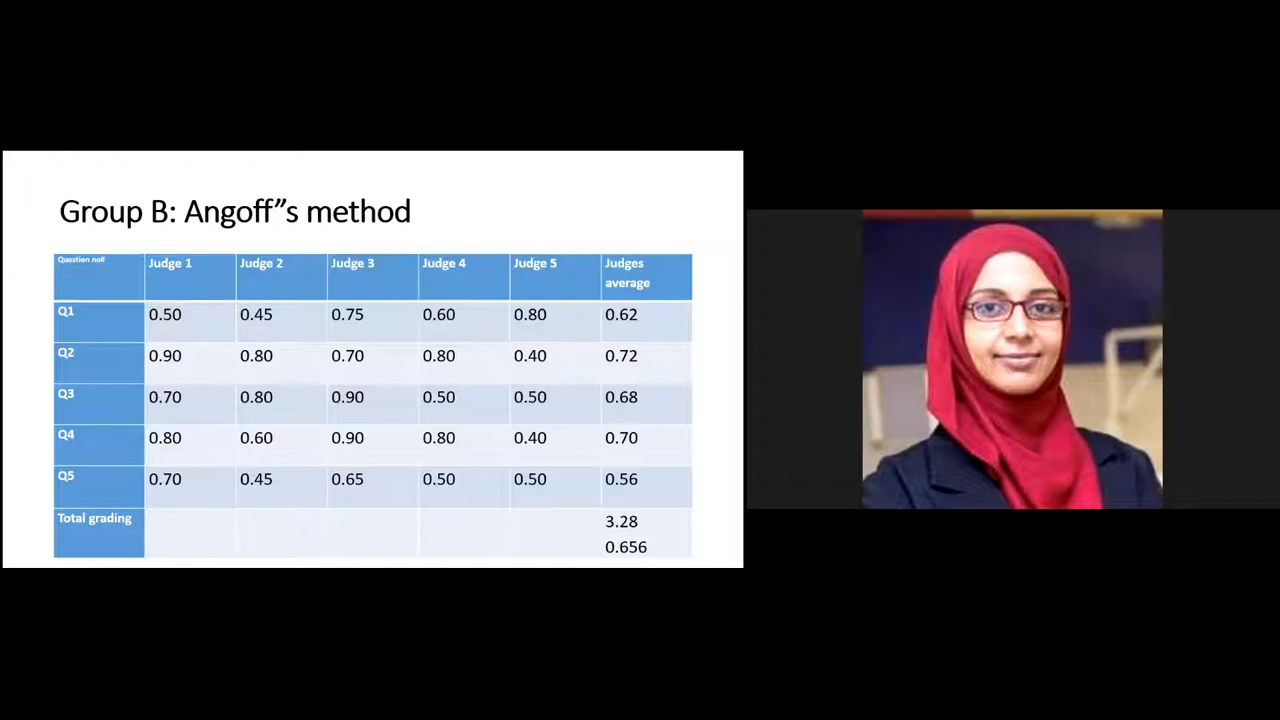 Group B: Angoff”s method
Question no# Judge 1 Judge 2 Judge 3 Judge 4 Judge 5 Judges average
Q1 0.50 0.45 0.75 0.60 0.80 0.62
Q2 0.90 0.80 0.70 0.80 0.40 0.72
Q3 0.70 0.80 0.90 0.50 0.50 0.68
Q4 0.80 0.60 0.90 0.80 0.40 0.70
Q5 0.70 0.45 0.65 0.50 0.50 0.56
Total grading 3.28
0.656